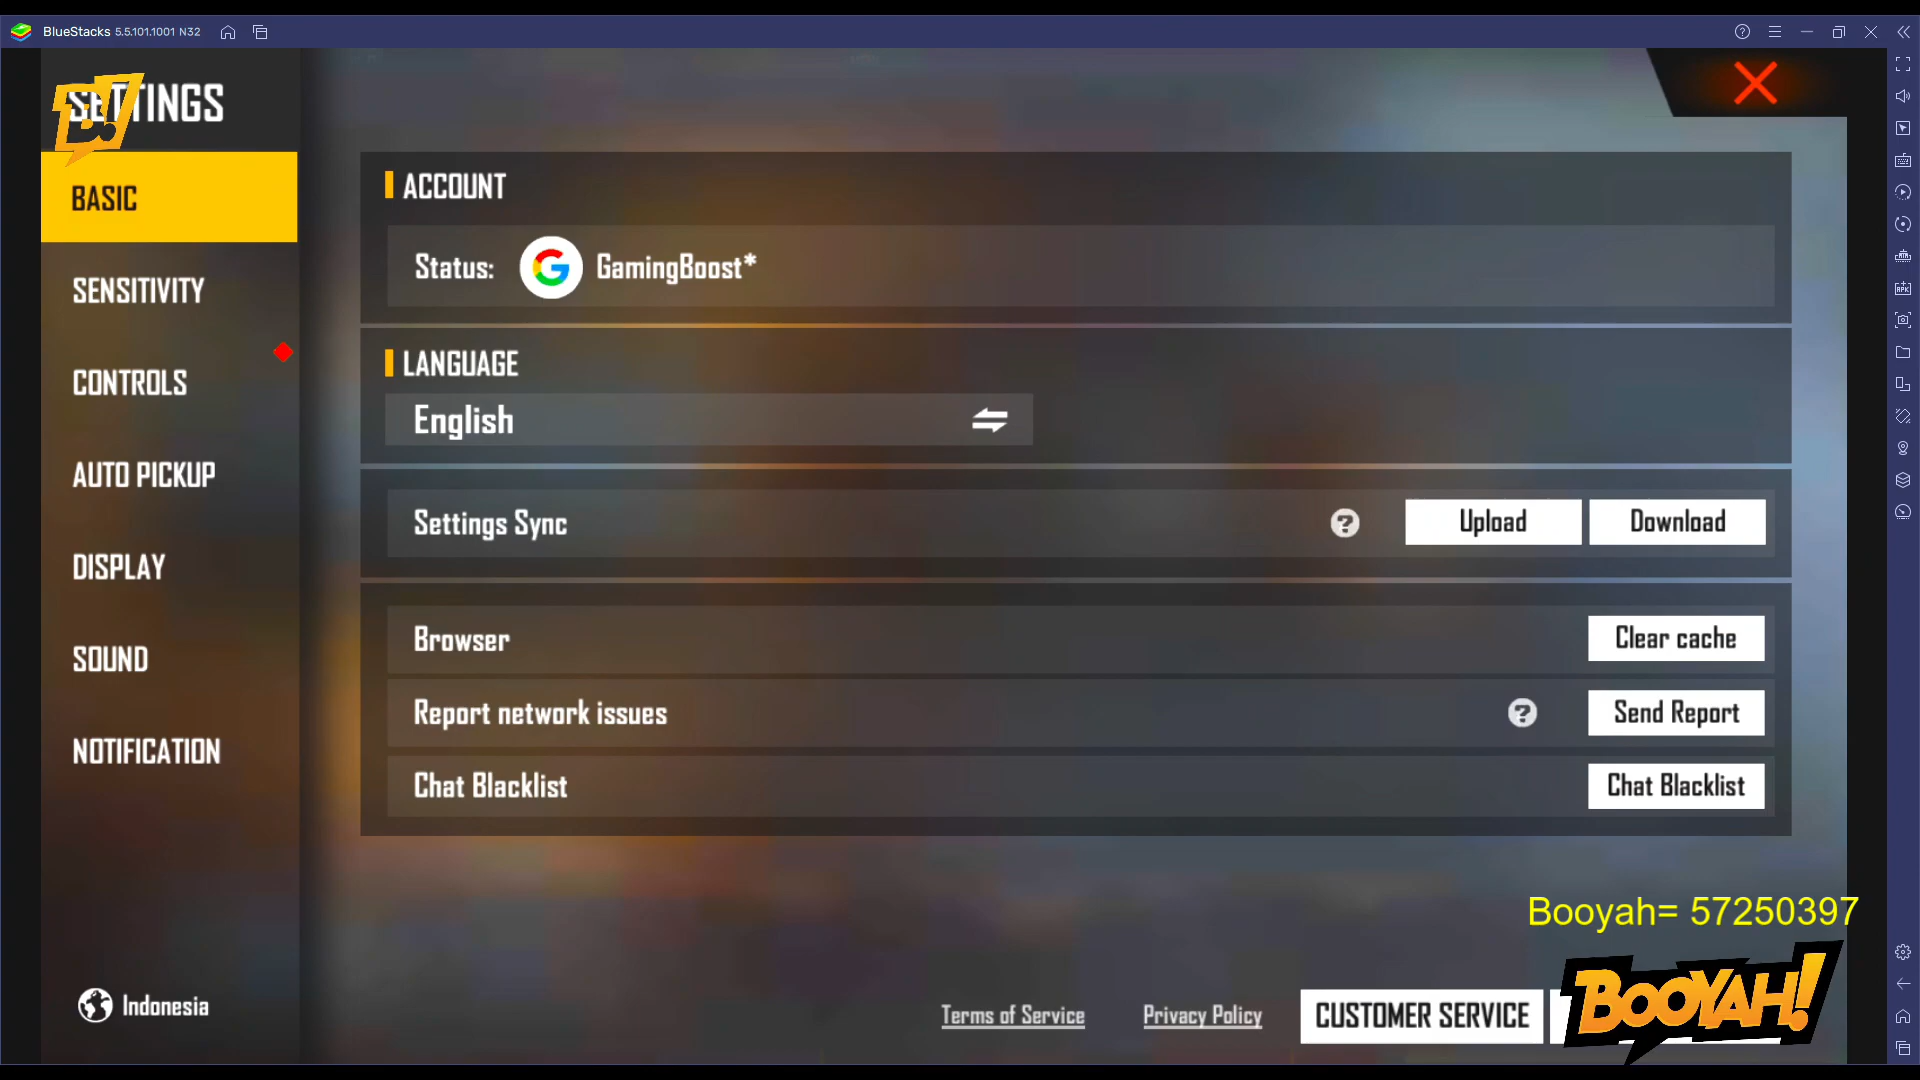 BlueStacks 5.5.101.1001 N32
SETTINGS
BASIC
SENSITIVITY
CONTROLS
AUTO PICKUP
DISPLAY
SOUND
NOTIFICATION
Indonesia
ACCOUNT
Status: GamingBoost*
LANGUAGE
English
Settings Sync ? Upload Download
Browser Clear cache
Report network issues ? Send Report
Chat Blacklist Chat Blacklist
Booyah= 57250397
Terms of Service Privacy Policy CUSTOMER SERVICE
BOOYAH!